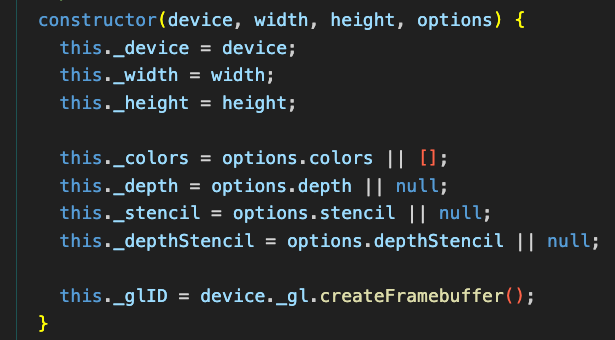 constructor(device, width, height, options) {
this._device = device;
this._width = width;
this._height = height;
this._colors = options.colors || [];
this._depth = options.depth || null;
this._stencil = options.stencil || null;
this._depthStencil = options.depthStencil || null;
this._glID = device._gl.createFramebuffer();
}